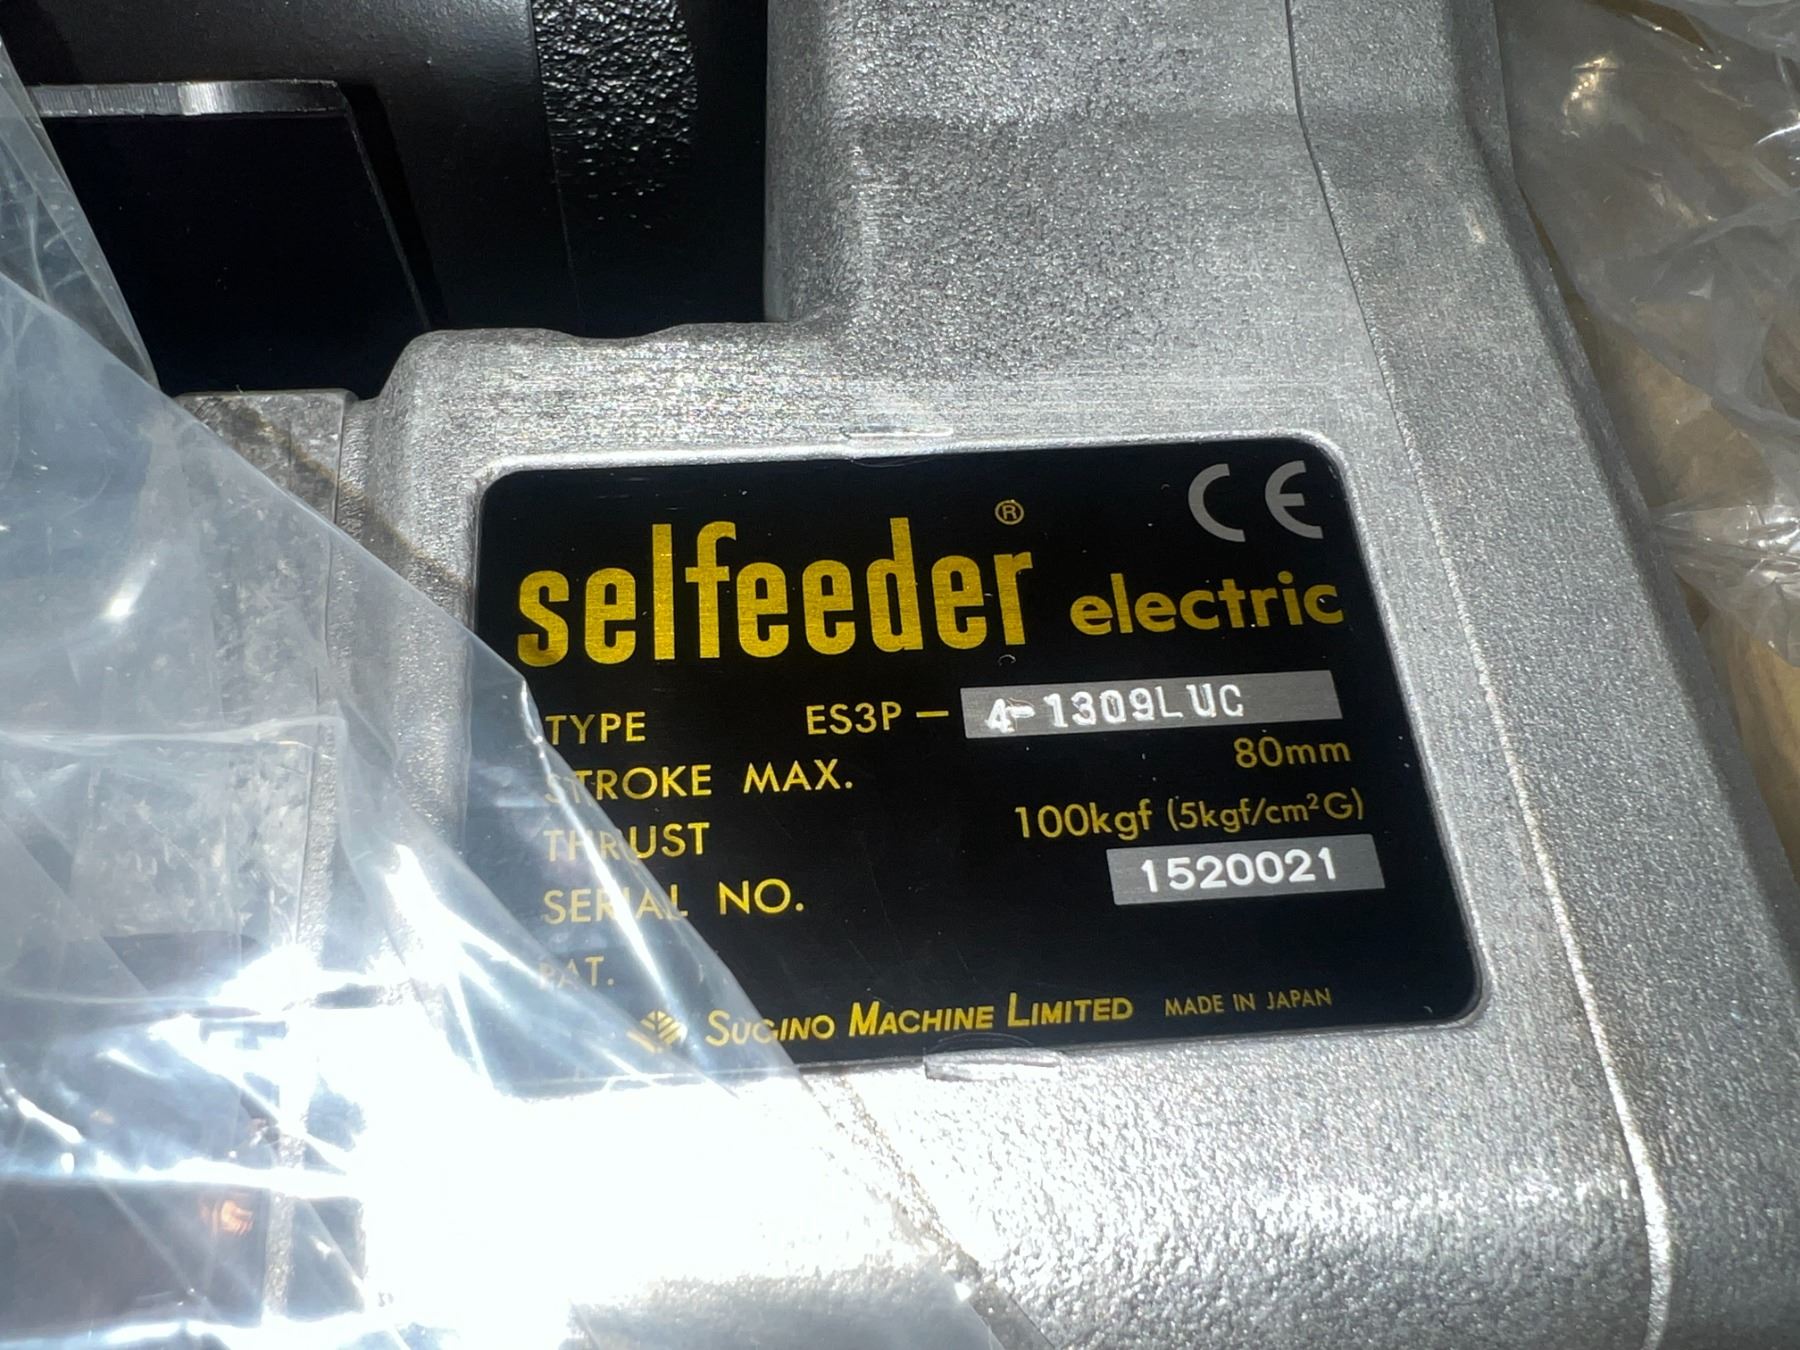 CE
selfeeder® electric
TYPE ES3P-4-1309LUC
STROKE MAX. 80mm
THRUST 100kgf (5kgf/cm²G)
SERIAL NO. 1520021
PAT.
SUGINO MACHINE LIMITED MADE IN JAPAN